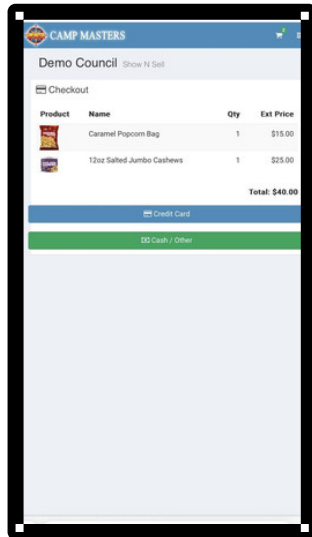 CAMP MASTERS
Demo Council Show N Sell
Checkout
Product Name Qty Ext Price
Caramel Popcorn Bag 1 $15.00
12oz Salted Jumbo Cashews 1 $25.00
Total: $40.00
Credit Card
Cash / Other